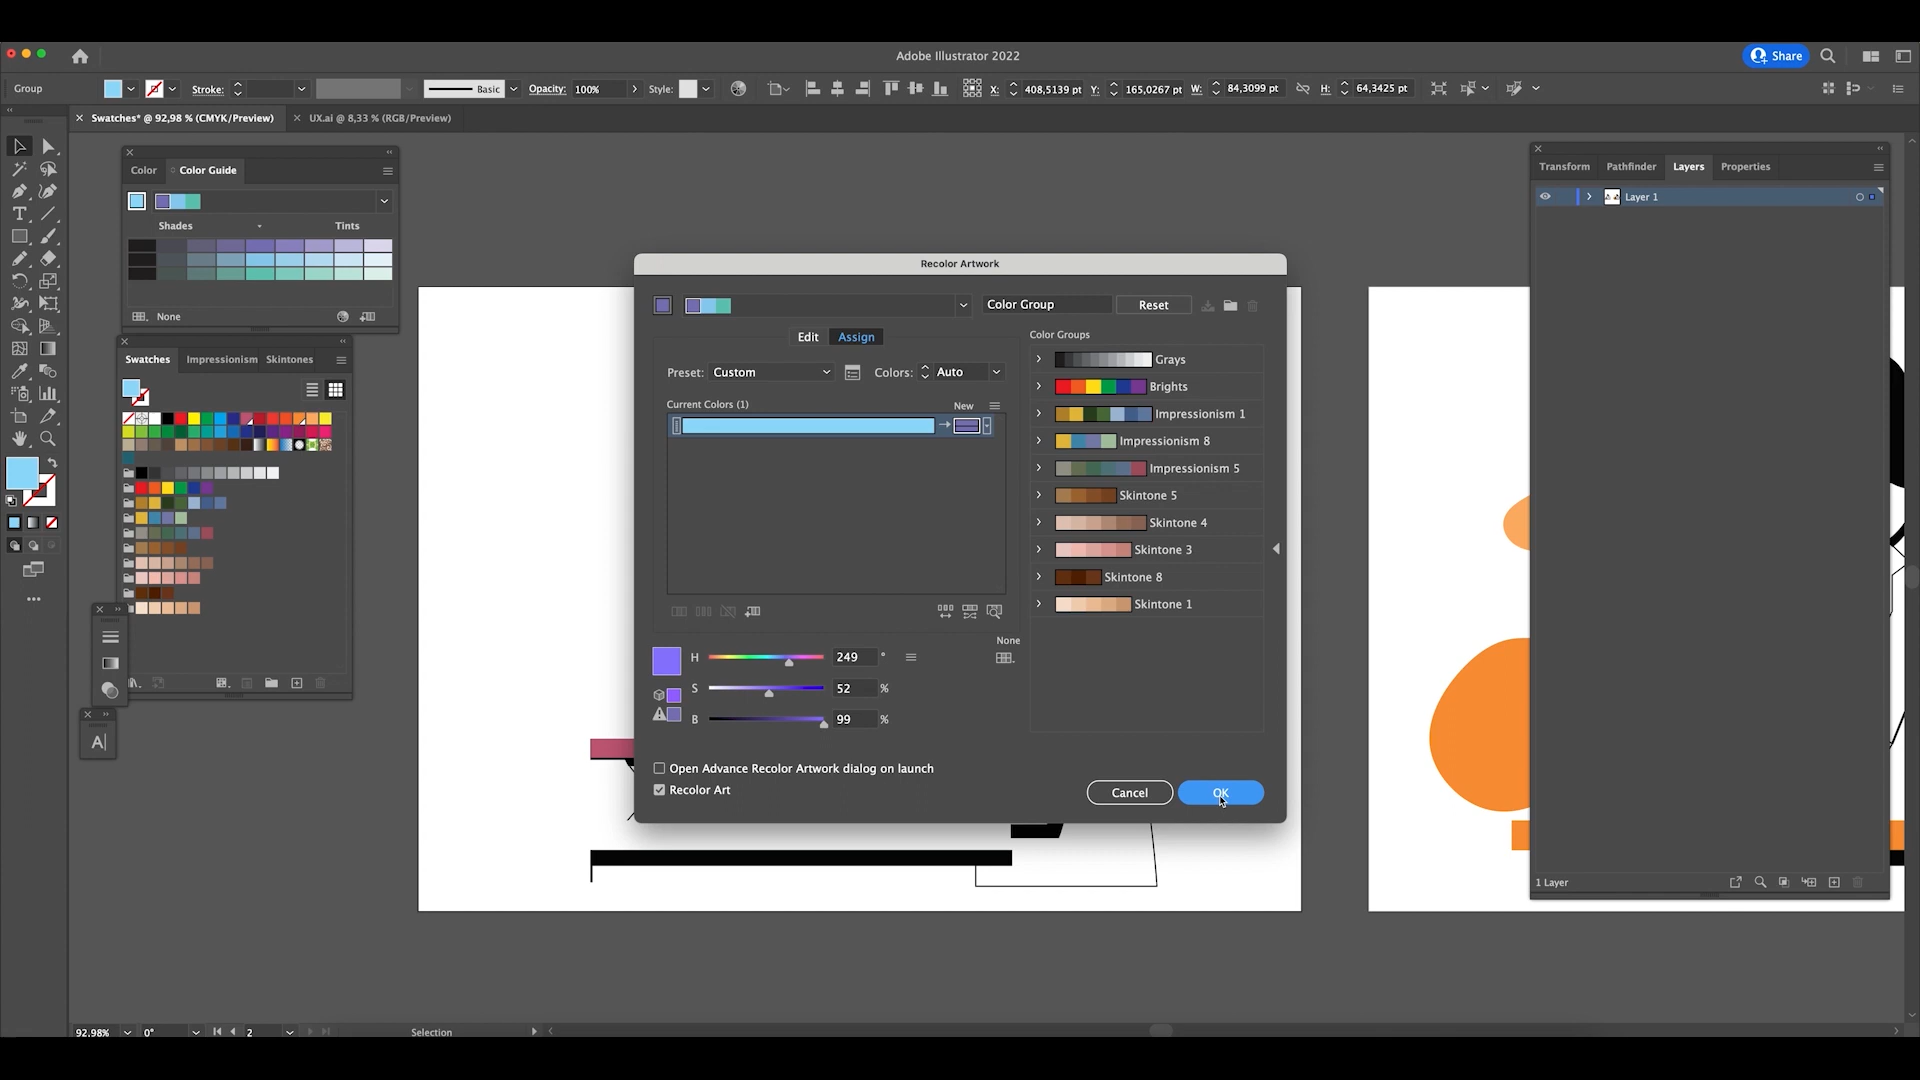 Adobe Illustrator 2022
Share
Group
Stroke:
Basic
Opacity: 100%
Style:
X: 408,5139 pt
Y: 165,0267 pt
W: 84,3099 pt
H: 64,3425 pt
Swatches* @ 92,98 % (CMYK/Preview)
UX.ai @ 8,33 % (RGB/Preview)
Color
Color Guide
Shades
Tints
None
Swatches
Impressionism
Skintones
A
Recolor Artwork
Color Group
Reset
Edit
Assign
Preset: Custom
Colors: Auto
Current Colors (1)
New
None
H 249 °
S 52 %
B 99 %
Open Advance Recolor Artwork dialog on launch
Recolor Art
Color Groups
Grays
Brights
Impressionism 1
Impressionism 8
Impressionism 5
Skintone 5
Skintone 4
Skintone 3
Skintone 8
Skintone 1
Cancel
OK
Transform
Pathfinder
Layers
Properties
Layer 1
1 Layer
92,98%
0°
2
Selection